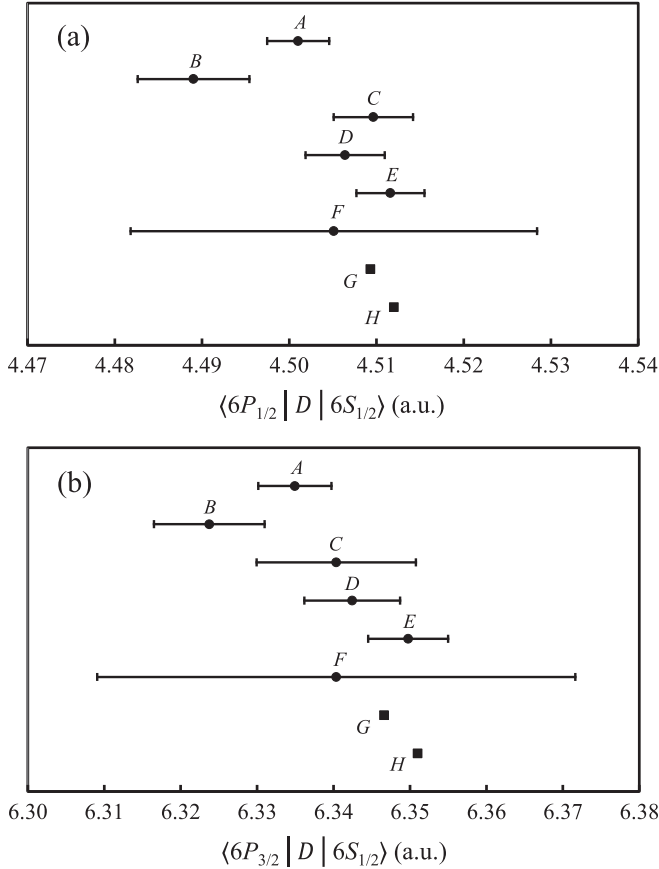 (a)
A
B
C
D
E
F
G
H
4.47 4.48 4.49 4.50 4.51 4.52 4.53 4.54
⟨6P₁/₂ | D | 6S₁/₂⟩ (a.u.)
(b)
A
B
C
D
E
F
G
H
6.30 6.31 6.32 6.33 6.34 6.35 6.36 6.37 6.38
⟨6P₃/₂ | D | 6S₁/₂⟩ (a.u.)